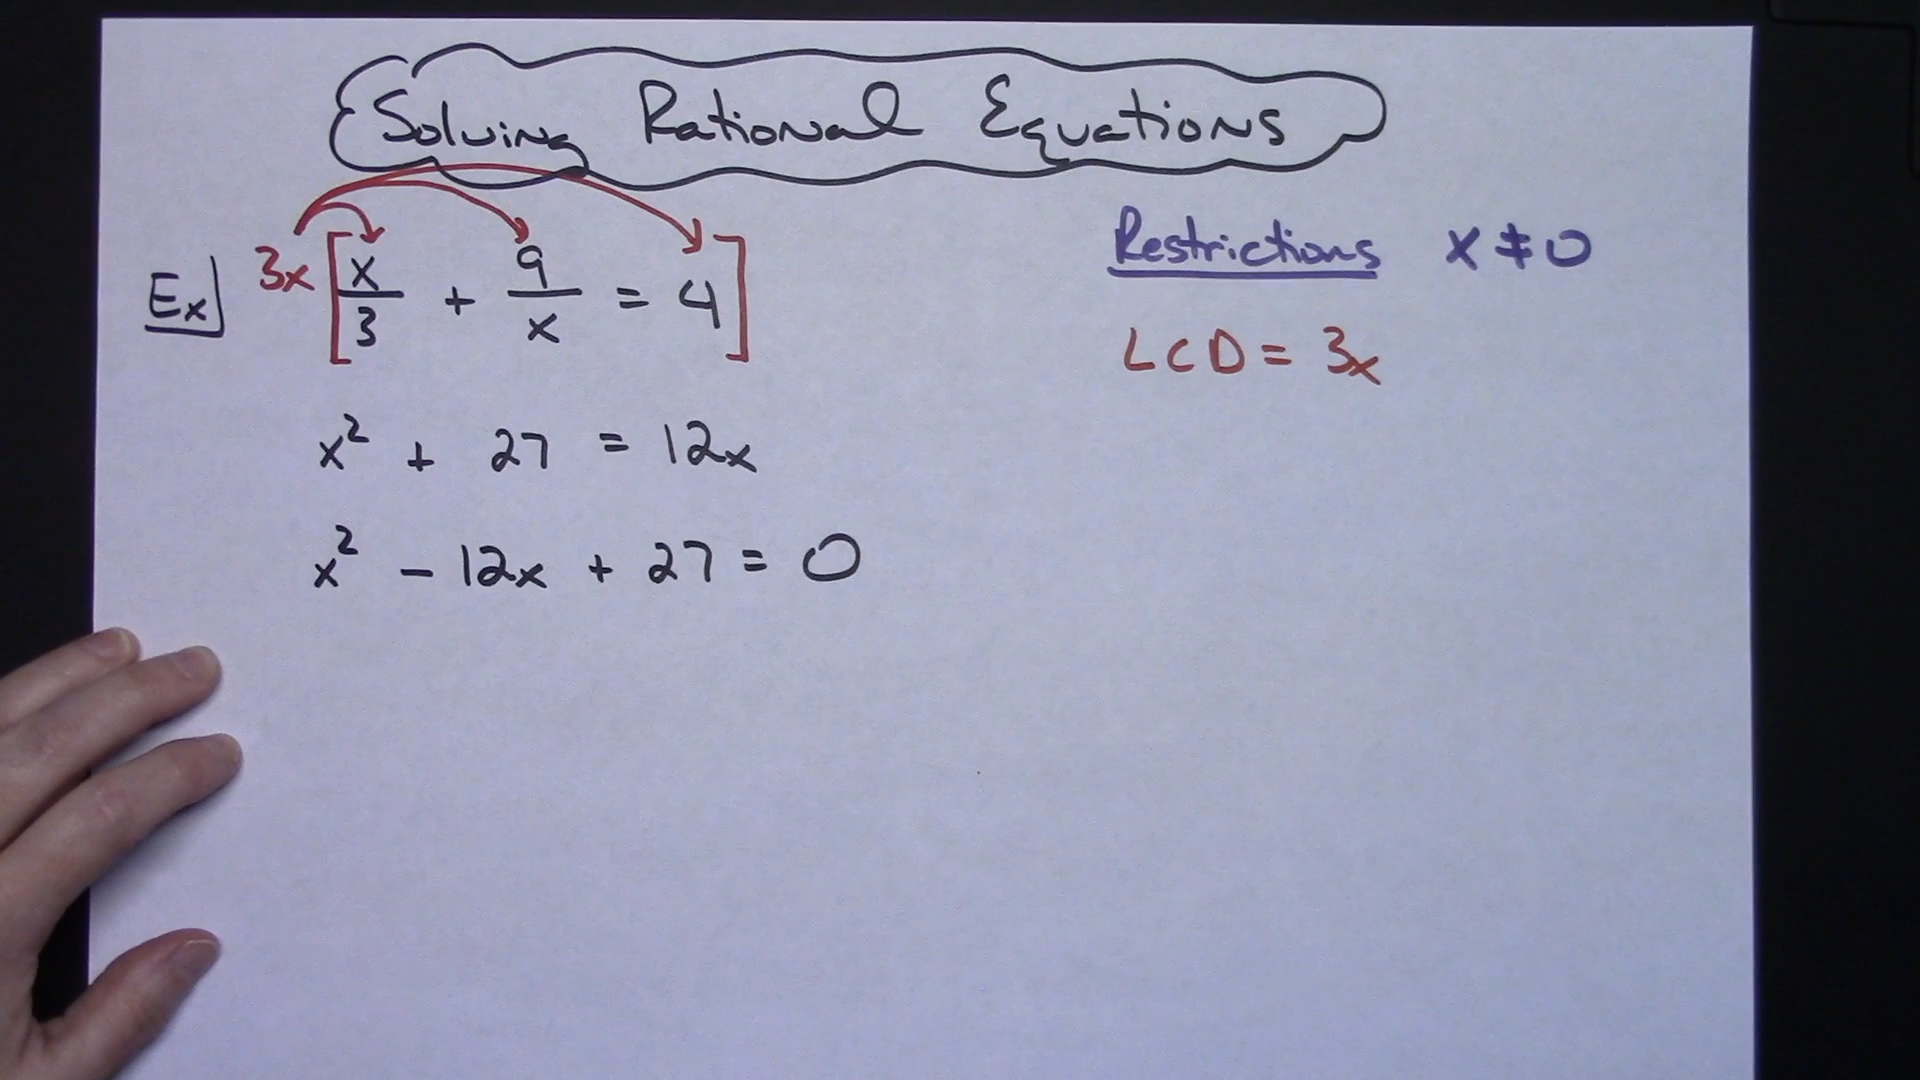 Solving Rational Equations
Ex 3x [ x/3 + 9/x = 4 ]
Restrictions x ≠ 0
LCD = 3x
x² + 27 = 12x
x² - 12x + 27 = 0